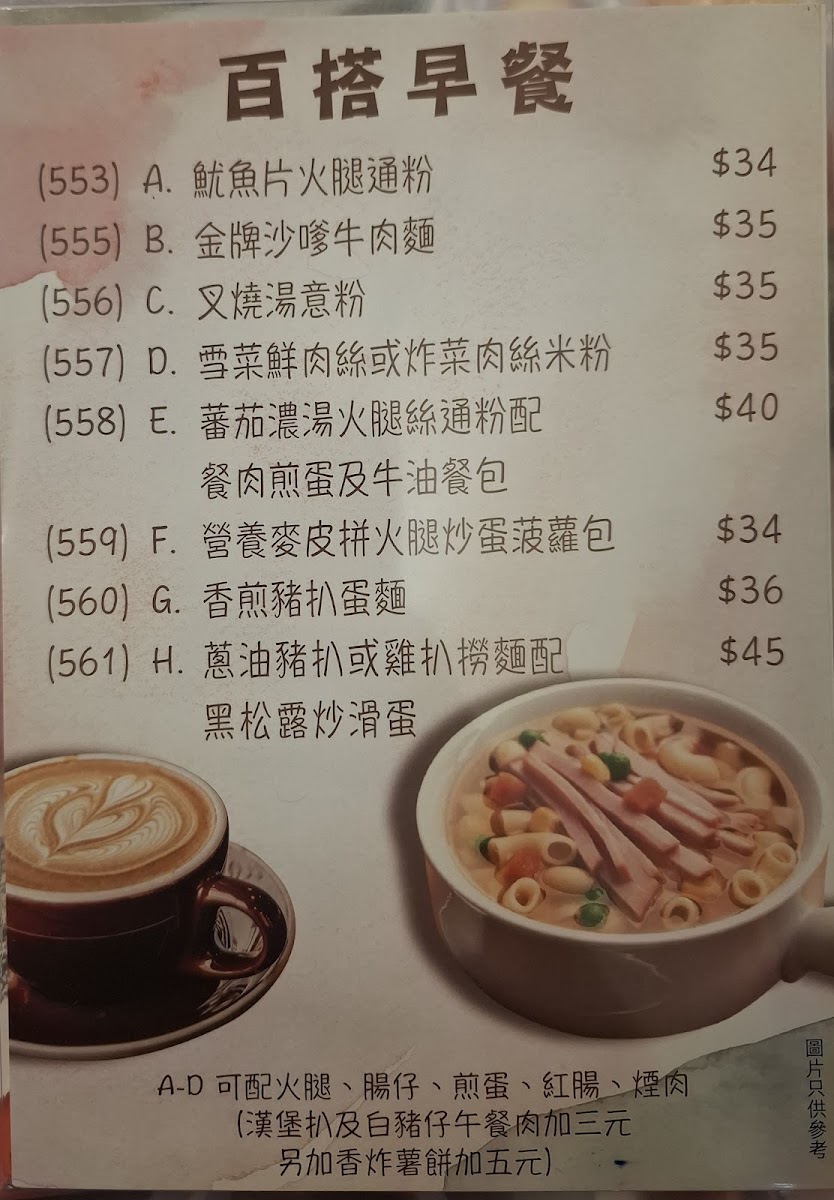 百搭早餐
(553) A. 魷魚片火腿通粉 $34
(555) B. 金牌沙嗲牛肉麵 $35
(556) C. 叉燒湯意粉 $35
(557) D. 雪菜鮮肉絲或炸菜肉絲米粉 $35
(558) E. 蕃茄濃湯火腿絲通粉配 $40
餐肉煎蛋及牛油餐包
(559) F. 營養麥皮拼火腿炒蛋菠蘿包 $34
(560) G. 香煎豬扒蛋麵 $36
(561) H. 蔥油豬扒或雞扒撈麵配 $45
黑松露炒滑蛋
A-D 可配火腿、腸仔、煎蛋、紅腸、煙肉
(漢堡扒及白豬仔午餐肉加三元
另加香炸薯餅加五元)
圖片只供參考